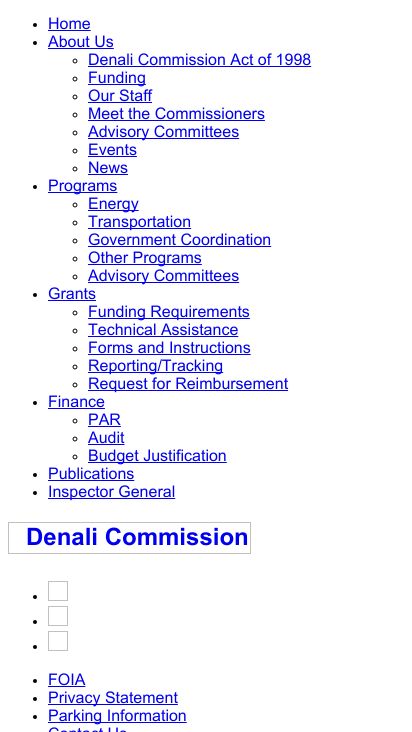 Home
About Us
Denali Commission Act of 1998
Funding
Our Staff
Meet the Commissioners
Advisory Committees
Events
News
Programs
Energy
Transportation
Government Coordination
Other Programs
Advisory Committees
Grants
Funding Requirements
Technical Assistance
Forms and Instructions
Reporting/Tracking
Request for Reimbursement
Finance
PAR
Audit
Budget Justification
Publications
Inspector General
Denali Commission
FOIA
Privacy Statement
Parking Information
Contact Us